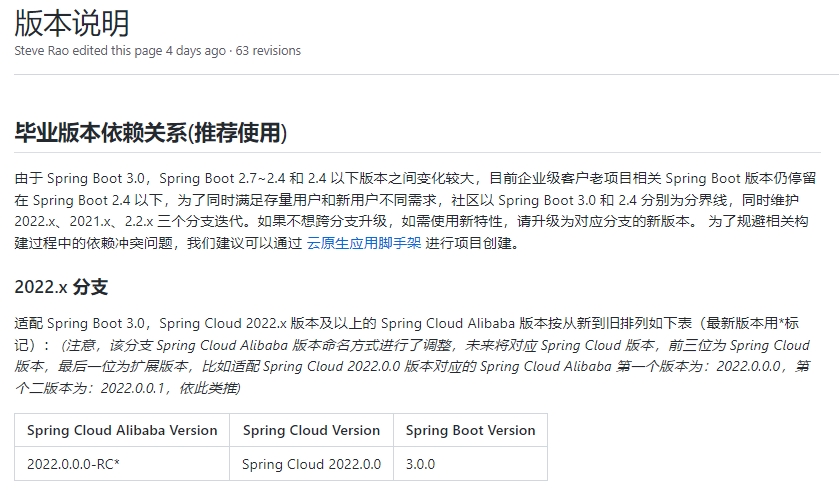 版本说明
Steve Rao edited this page 4 days ago · 63 revisions
毕业版本依赖关系(推荐使用)
由于 Spring Boot 3.0，Spring Boot 2.7~2.4 和 2.4 以下版本之间变化较大，目前企业级客户老项目相关 Spring Boot 版本仍停留
在 Spring Boot 2.4 以下，为了同时满足存量用户和新用户不同需求，社区以 Spring Boot 3.0 和 2.4 分别为分界线，同时维护
2022.x、2021.x、2.2.x 三个分支迭代。如果不想跨分支升级，如需使用新特性，请升级为对应分支的新版本。 为了规避相关构
建过程中的依赖冲突问题，我们建议可以通过 云原生应用脚手架 进行项目创建。
2022.x 分支
适配 Spring Boot 3.0，Spring Cloud 2022.x 版本及以上的 Spring Cloud Alibaba 版本按从新到旧排列如下表（最新版本用*标
记）： (注意，该分支 Spring Cloud Alibaba 版本命名方式进行了调整，未来将对应 Spring Cloud 版本，前三位为 Spring Cloud
版本，最后一位为扩展版本，比如适配 Spring Cloud 2022.0.0 版本对应的 Spring Cloud Alibaba 第一个版本为：2022.0.0.0，第
个二版本为：2022.0.0.1，依此类推)
Spring Cloud Alibaba Version Spring Cloud Version Spring Boot Version
2022.0.0.0-RC* Spring Cloud 2022.0.0 3.0.0